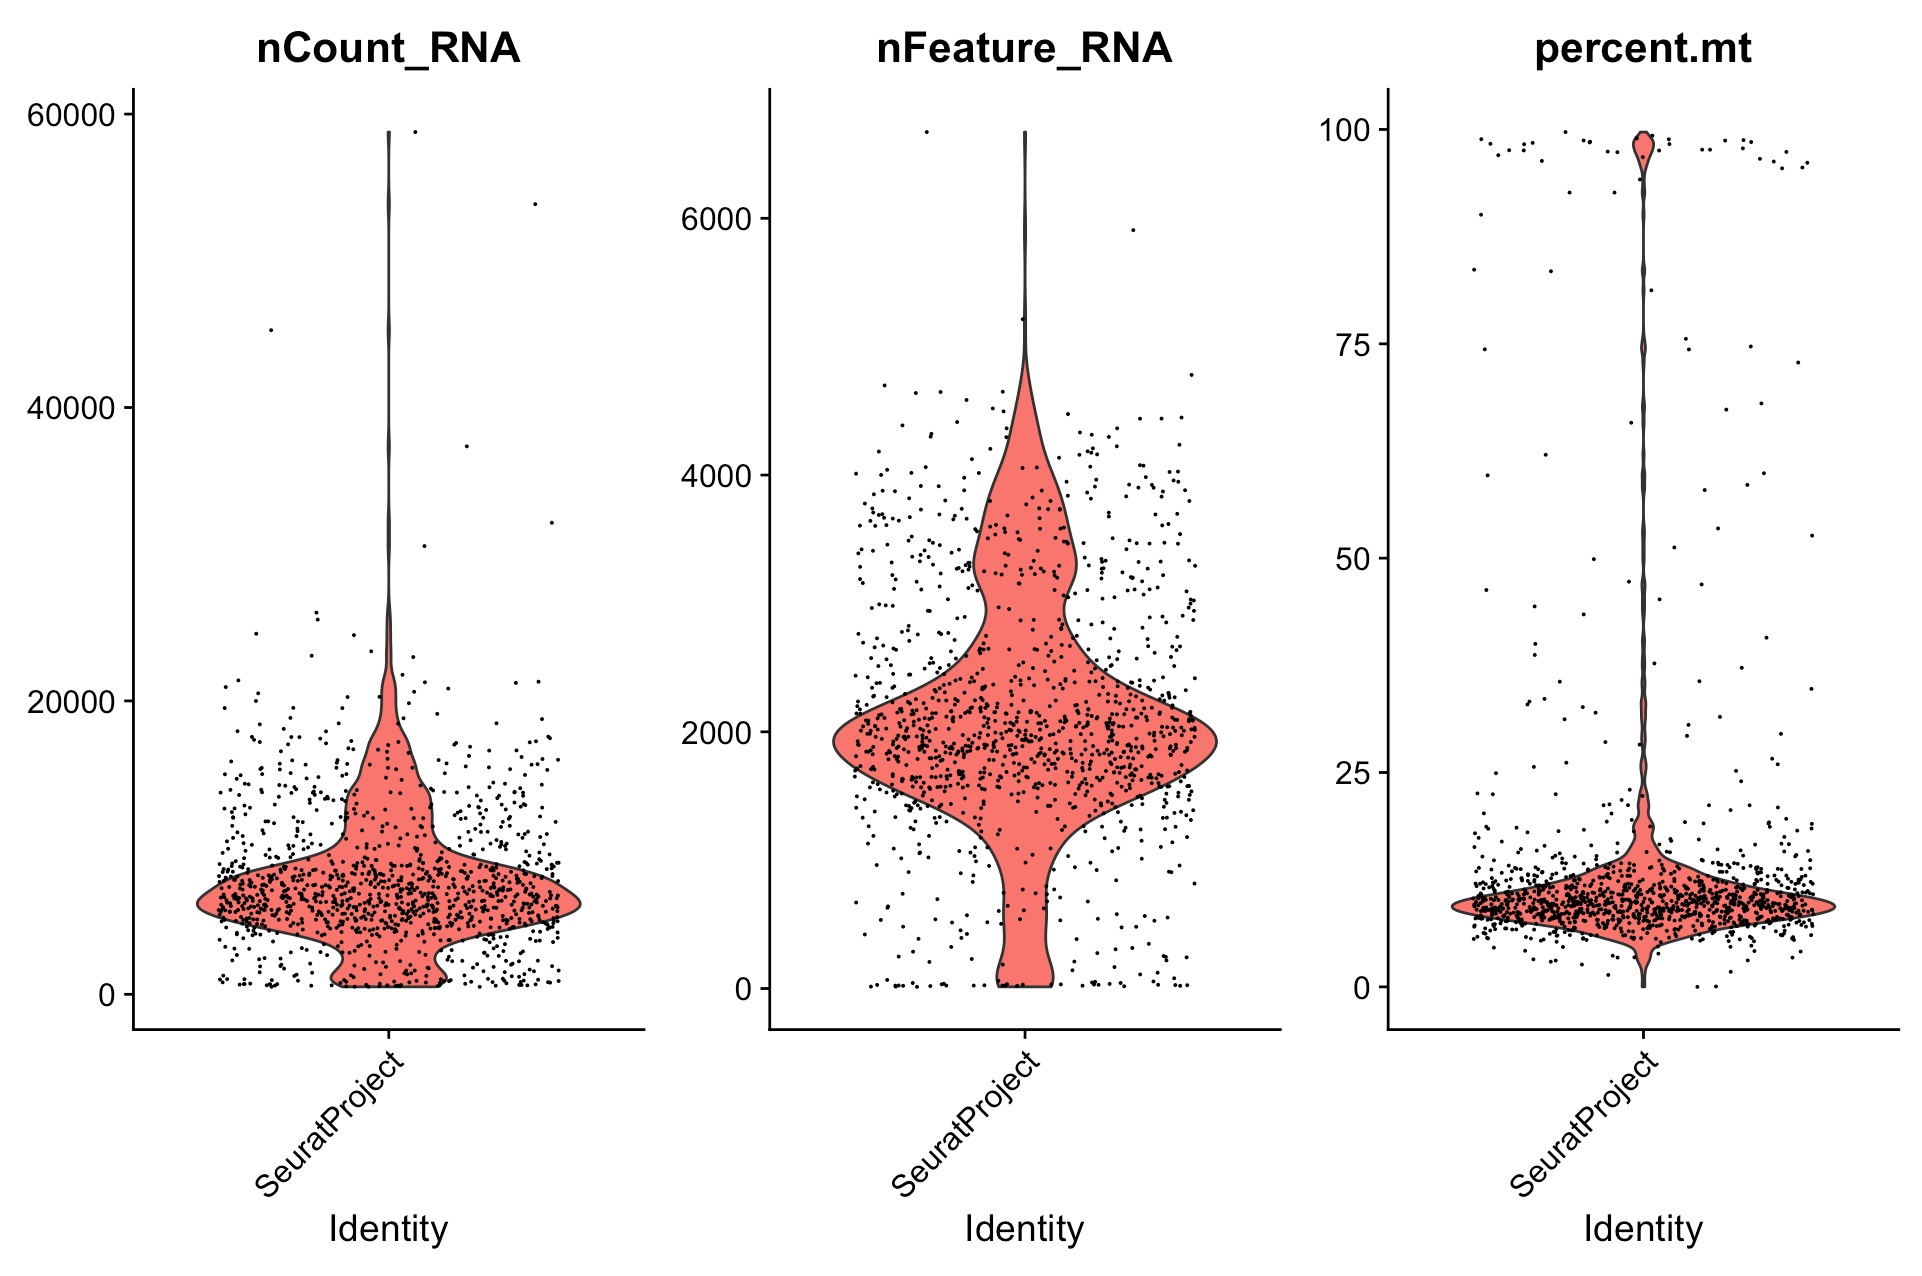 nCount_RNA
60000
40000
20000
0
SeuratProject
Identity
nFeature_RNA
6000
4000
2000
0
SeuratProject
Identity
percent.mt
100
75
50
25
0
SeuratProject
Identity